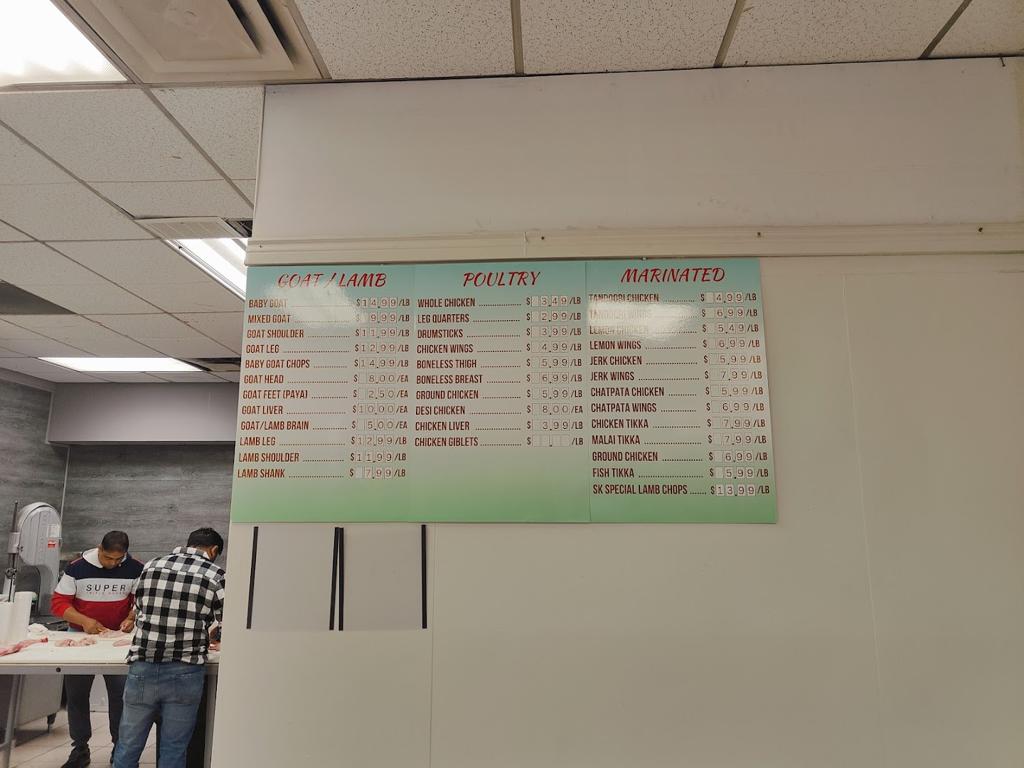 GOAT / LAMB
BABY GOAT .................. $14.99/LB
MIXED GOAT .................. $9.99/LB
GOAT SHOULDER .................. $11.99/LB
GOAT LEG .................. $12.99/LB
BABY GOAT CHOPS .................. $14.99/LB
GOAT HEAD .................. $8.00/EA
GOAT FEET (PAYA) .................. $2.50/EA
GOAT LIVER .................. $10.00/EA
GOAT/LAMB BRAIN .................. $5.00/EA
LAMB LEG .................. $12.99/LB
LAMB SHOULDER .................. $11.99/LB
LAMB SHANK .................. $7.99/LB
POULTRY
WHOLE CHICKEN .................. $3.49/LB
LEG QUARTERS .................. $2.99/LB
DRUMSTICKS .................. $3.99/LB
CHICKEN WINGS .................. $4.99/LB
BONELESS THIGH .................. $5.99/LB
BONELESS BREAST .................. $6.99/LB
GROUND CHICKEN .................. $5.99/LB
DESI CHICKEN .................. $8.00/EA
CHICKEN LIVER .................. $3.99/LB
CHICKEN GIBLETS .................. $ . /LB
MARINATED
TANDOORI CHICKEN .................. $4.99/LB
TANDOORI WINGS .................. $6.99/LB
LEMON CHICKEN .................. $5.49/LB
LEMON WINGS .................. $6.99/LB
JERK CHICKEN .................. $5.99/LB
JERK WINGS .................. $7.99/LB
CHATPATA CHICKEN .................. $5.99/LB
CHATPATA WINGS .................. $6.99/LB
CHICKEN TIKKA .................. $7.99/LB
MALAI TIKKA .................. $7.99/LB
GROUND CHICKEN .................. $6.99/LB
FISH TIKKA .................. $5.99/LB
SK SPECIAL LAMB CHOPS ....... $13.99/LB
SUPER